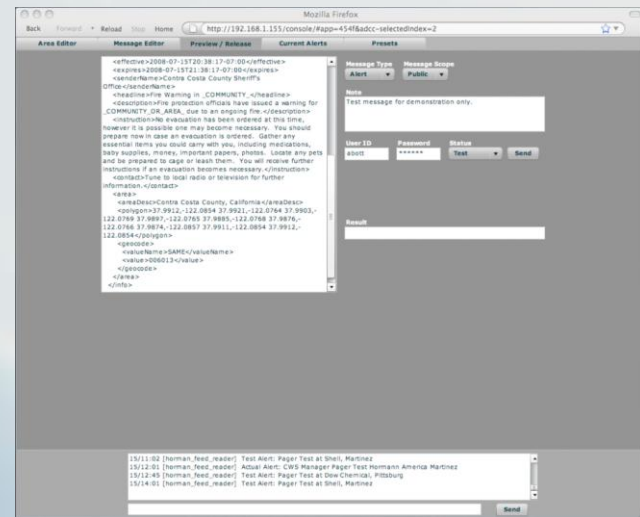 Mozilla Firefox
Back Forward Reload Stop Home http://192.168.1.155/console/#app=454f&adcc-selectedIndex=2
Area Editor Message Editor Preview / Release Current Alerts Presets
<effective>2008-07-15T20:38:17-07:00</effective>
<expires>2008-07-15T21:38:17-07:00</expires>
<senderName>Contra Costa County Sheriff's
Office</senderName>
<headline>Fire Warning in _COMMUNITY_</headline>
<description>Fire protection officials have issued a warning for
_COMMUNITY_OR_AREA_ due to an ongoing fire.</description>
<instruction>No evacuation has been ordered at this time,
however it is possible one may become necessary. You should
prepare now in case an evacuation is ordered. Gather any
essential items you could carry with you, including medications,
baby supplies, money, important papers, photos. Locate any pets
and be prepared to cage or leash them. You will receive further
instructions if an evacuation becomes necessary.</instruction>
<contact>Tune to local radio or television for further
information.</contact>
<area>
<areaDesc>Contra Costa County, California</areaDesc>
<polygon>37.9912,-122.0854 37.9921,-122.0764 37.9903,-
122.0769 37.9897,-122.0765 37.9885,-122.0768 37.9876,-
122.0766 37.9874,-122.0857 37.9911,-122.0854 37.9912,-
122.0854</polygon>
<geocode>
<valueName>SAME</valueName>
<value>006013</value>
</geocode>
</area>
</info>
Message Type Message Scope
Alert Public
Note
Test message for demonstration only.
User ID Password Status
abott ****** Test Send
Result
15/11:02 [horman_feed_reader] Test Alert: Pager Test at Shell, Martinez
15/12:01 [horman_feed_reader] Actual Alert: CWS Manager Pager Test Hormann America Martinez
15/12:45 [horman_feed_reader] Test Alert: Pager Test at Dow Chemical, Pittsburg
15/14:01 [horman_feed_reader] Test Alert: Pager Test at Shell, Martinez
Send